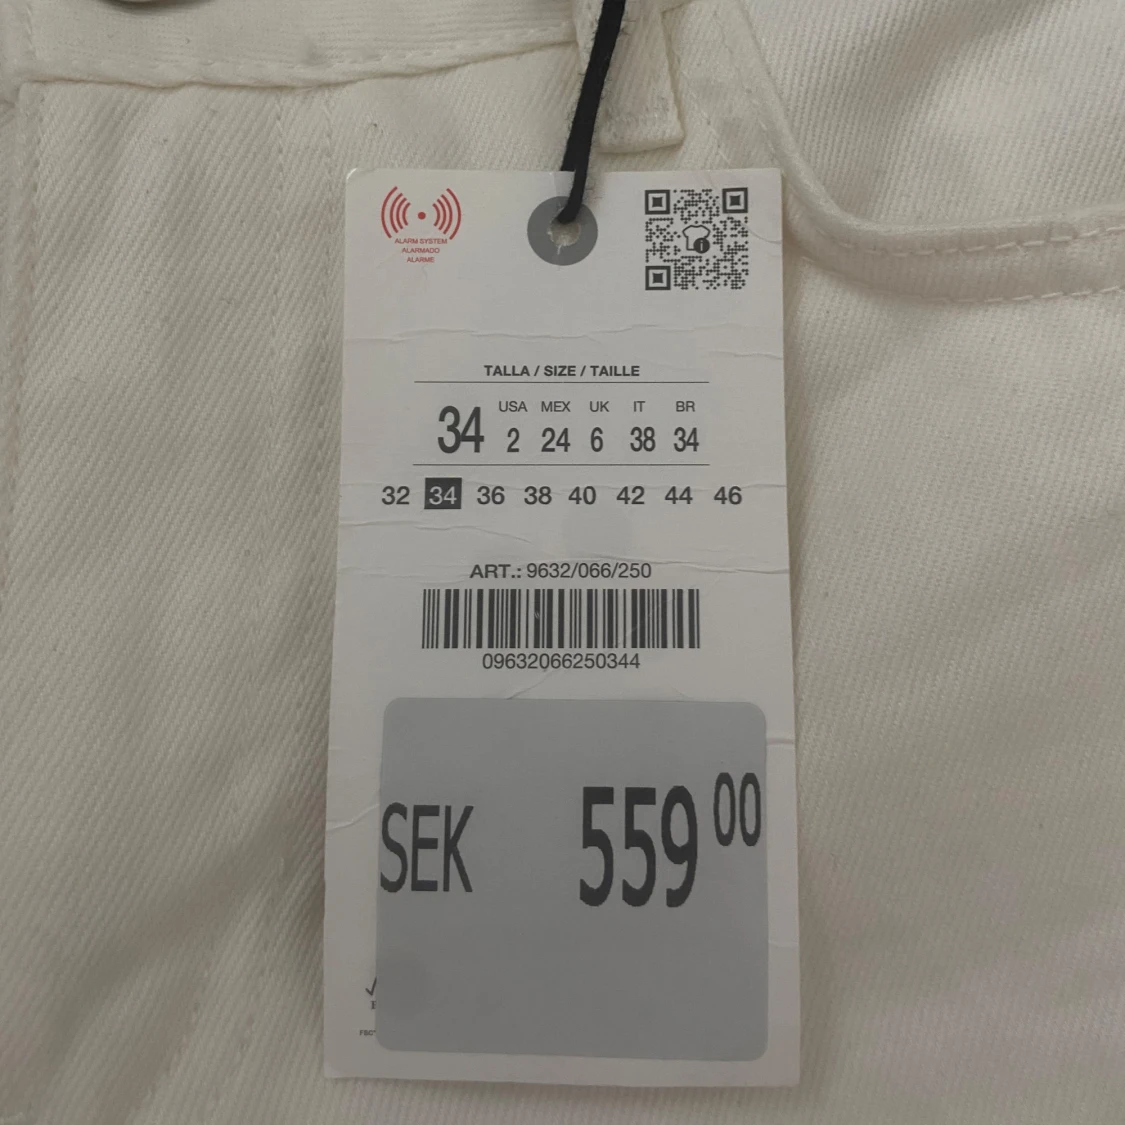 ALARM SYSTEM
ALARMADO
ALARME
TALLA / SIZE / TAILLE
USA MEX UK IT BR
34 2 24 6 38 34
32 34 36 38 40 42 44 46
ART.: 9632/066/250
09632066250344
SEK 559 00
FSC